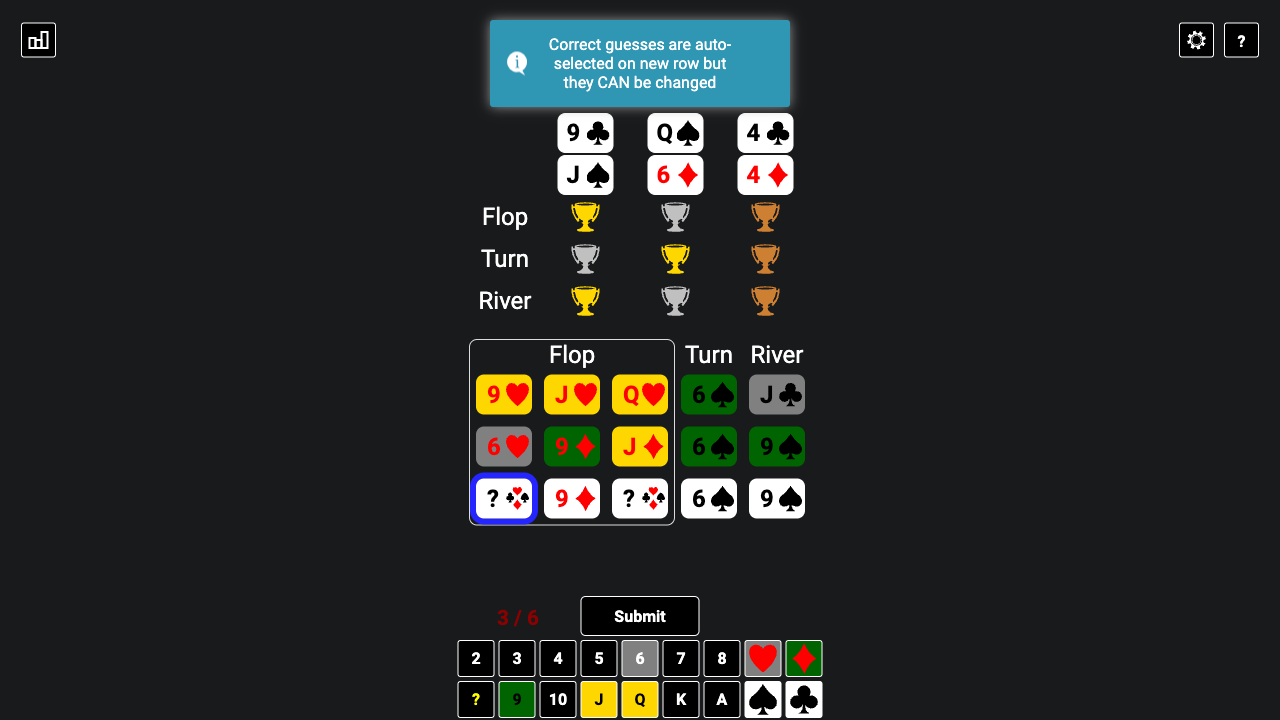 Correct guesses are auto-
selected on new row but
they CAN be changed
?
9 Q 4
J 6 4
Flop
Turn
River
Flop Turn River
9 J Q 6 J
6 9 J 6 9
? 9 ? 6 9
3 / 6 Submit
2 3 4 5 6 7 8
? 9 10 J Q K A